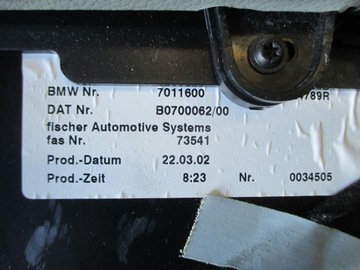 BMW Nr. 7011600 789R
DAT Nr. B0700062/00
fischer Automotive Systems
fas Nr. 73541
Prod.-Datum 22.03.02
Prod.-Zeit 8:23 Nr. 0034505